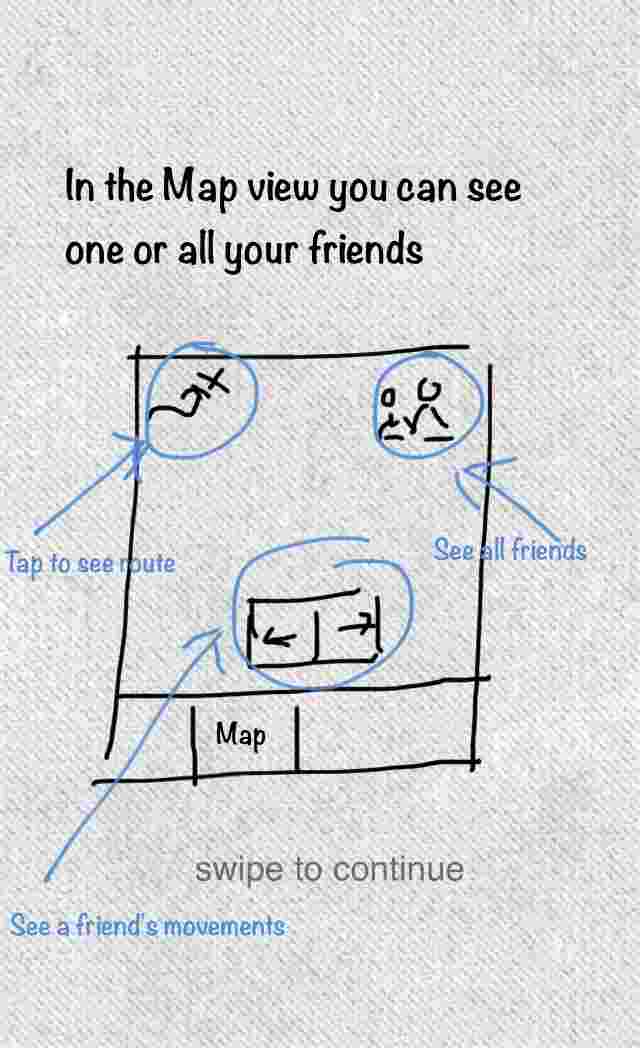 In the Map view you can see
one or all your friends
See all friends
Tap to see route
Map
swipe to continue
See a friend's movements